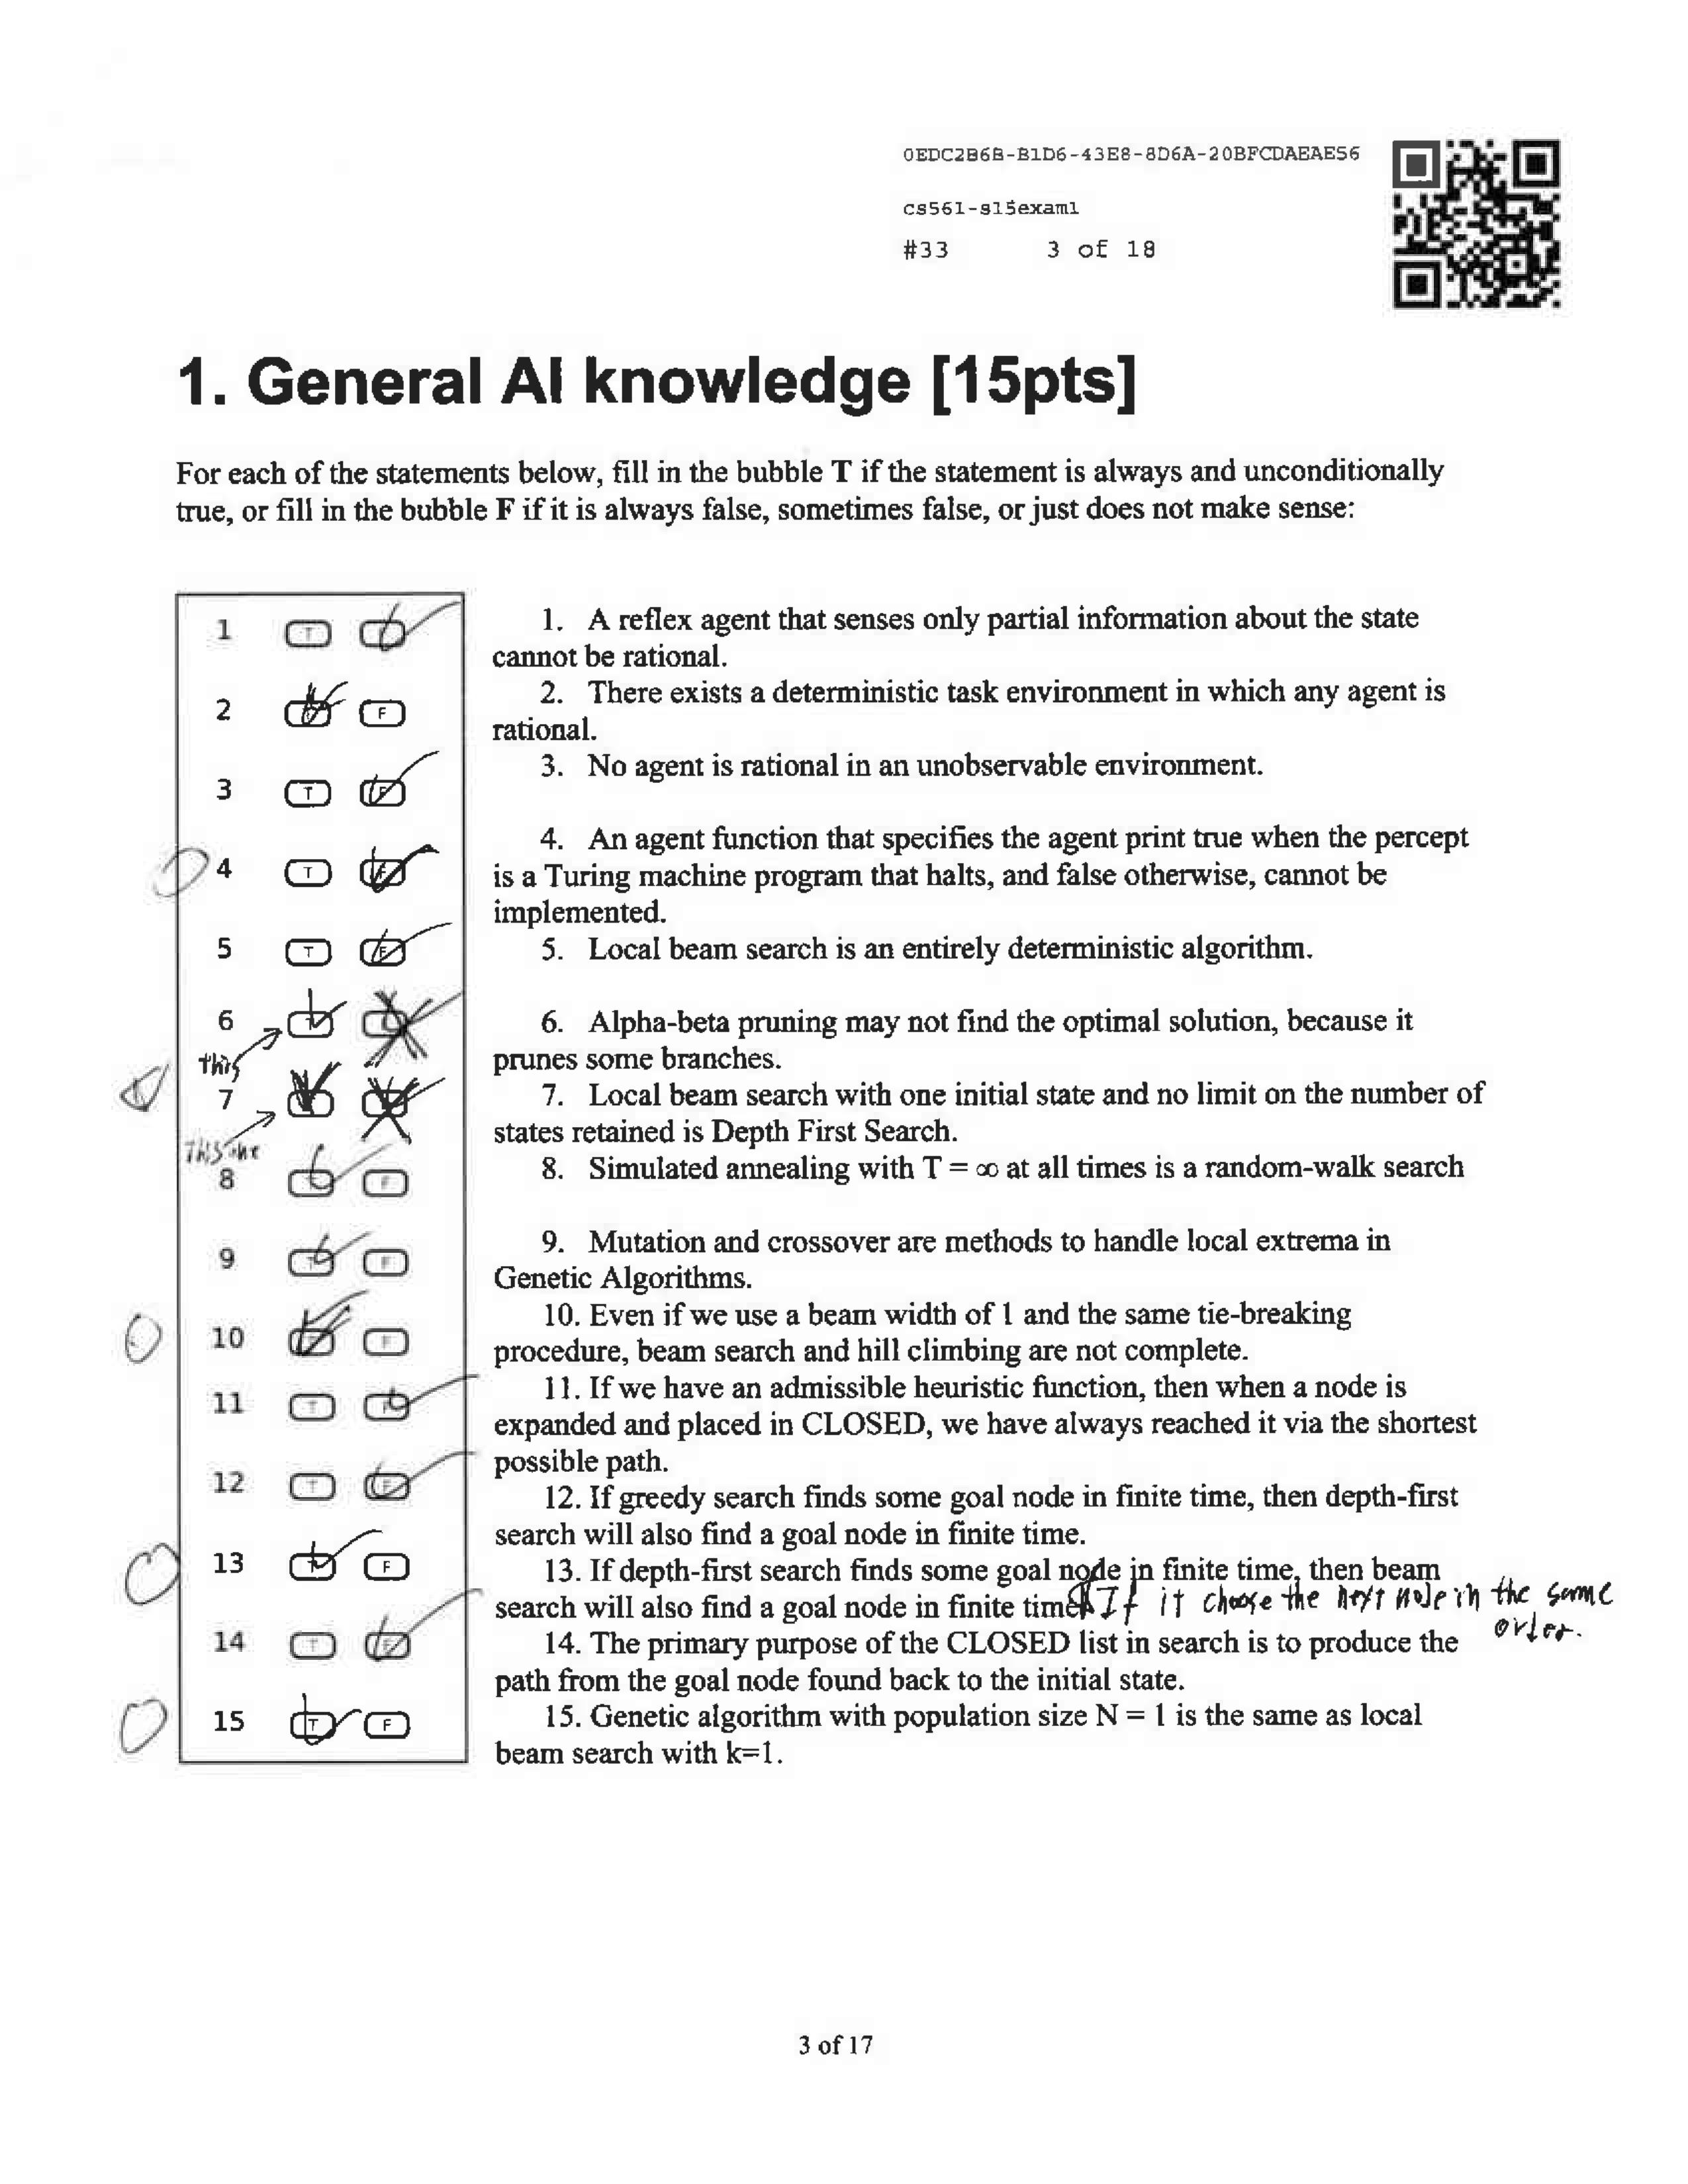 0EDC2B6B-B1D6-43E8-8D6A-20BFCDAEAE56
cs561-s15exam1
#33 3 of 18
1. General AI knowledge [15pts]
For each of the statements below, fill in the bubble T if the statement is always and unconditionally
true, or fill in the bubble F if it is always false, sometimes false, or just does not make sense:
1 T
2 F
3 T F
4 T F
5 T F
6
This
7
This one
8 F
9 T F
10 F
11 T F
12 T F
13 F
14 T F
15 T F
1. A reflex agent that senses only partial information about the state
cannot be rational.
2. There exists a deterministic task environment in which any agent is
rational.
3. No agent is rational in an unobservable environment.
4. An agent function that specifies the agent print true when the percept
is a Turing machine program that halts, and false otherwise, cannot be
implemented.
5. Local beam search is an entirely deterministic algorithm.
6. Alpha-beta pruning may not find the optimal solution, because it
prunes some branches.
7. Local beam search with one initial state and no limit on the number of
states retained is Depth First Search.
8. Simulated annealing with T = ∞ at all times is a random-walk search
9. Mutation and crossover are methods to handle local extrema in
Genetic Algorithms.
10. Even if we use a beam width of 1 and the same tie-breaking
procedure, beam search and hill climbing are not complete.
11. If we have an admissible heuristic function, then when a node is
expanded and placed in CLOSED, we have always reached it via the shortest
possible path.
12. If greedy search finds some goal node in finite time, then depth-first
search will also find a goal node in finite time.
13. If depth-first search finds some goal node in finite time, then beam
search will also find a goal node in finite time. If it choose the next node in the same
order.
14. The primary purpose of the CLOSED list in search is to produce the
path from the goal node found back to the initial state.
15. Genetic algorithm with population size N = 1 is the same as local
beam search with k=1.
3 of 17